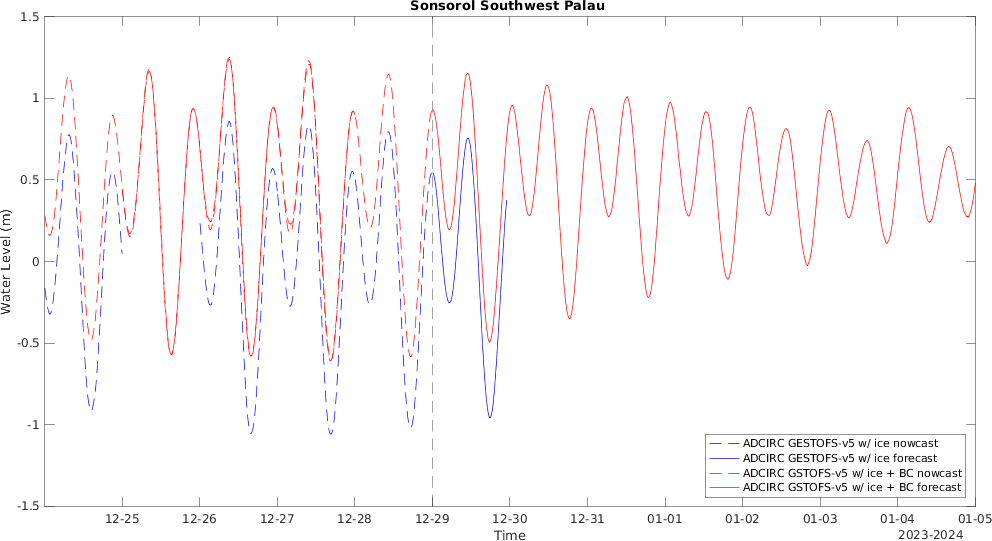 Sonsorol Southwest Palau
1.5
1
0.5
0
-0.5
-1
-1.5
Water Level (m)
12-25 12-26 12-27 12-28 12-29 12-30 12-31 01-01 01-02 01-03 01-04 01-05
Time
2023-2024
ADCIRC GESTOFS-v5 w/ ice nowcast
ADCIRC GESTOFS-v5 w/ ice forecast
ADCIRC GSTOFS-v5 w/ ice + BC nowcast
ADCIRC GSTOFS-v5 w/ ice + BC forecast